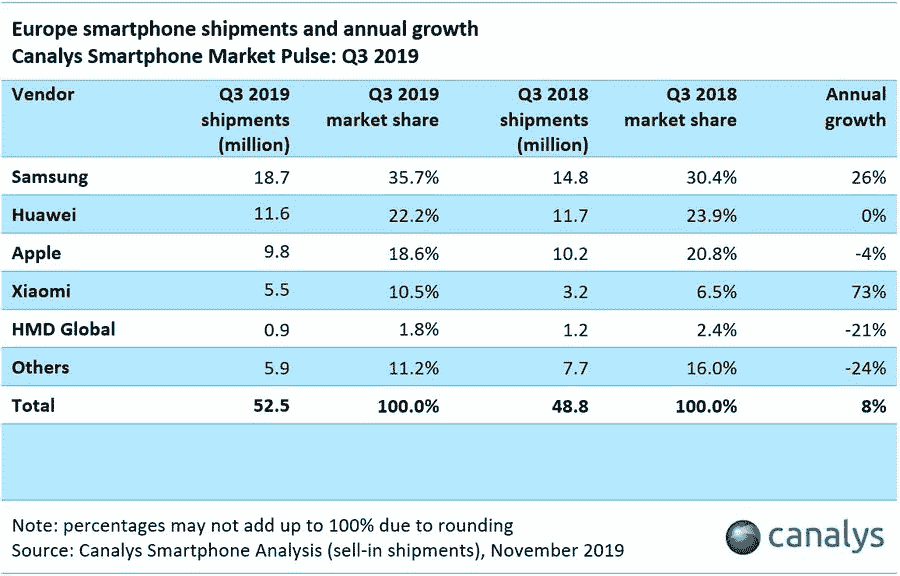 Europe smartphone shipments and annual growth
Canalys Smartphone Market Pulse: Q3 2019
Vendor Q3 2019 Q3 2019 Q3 2018 Q3 2018 Annual
shipments market share shipments market share growth
(million) (million)
Samsung 18.7 35.7% 14.8 30.4% 26%
Huawei 11.6 22.2% 11.7 23.9% 0%
Apple 9.8 18.6% 10.2 20.8% -4%
Xiaomi 5.5 10.5% 3.2 6.5% 73%
HMD Global 0.9 1.8% 1.2 2.4% -21%
Others 5.9 11.2% 7.7 16.0% -24%
Total 52.5 100.0% 48.8 100.0% 8%
Note: percentages may not add up to 100% due to rounding
Source: Canalys Smartphone Analysis (sell-in shipments), November 2019
canalys